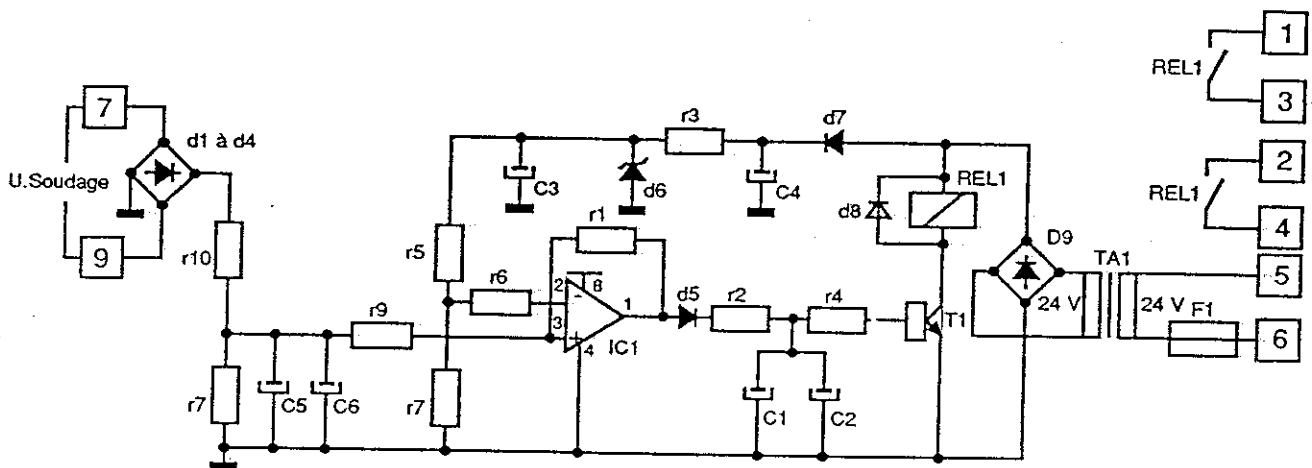 1
REL1
3
7
d1 à d4
r3
d7
2
C3
d6
C4
REL1
REL1
U.Soudage
d8
4
r1
9
r10
r5
D9
TA1
5
r6
2
8
-
1
d5
r2
r4
T1
24 V
24 V
F1
r9
3
+
4
IC1
6
r7
C5
C6
r7
C1
C2